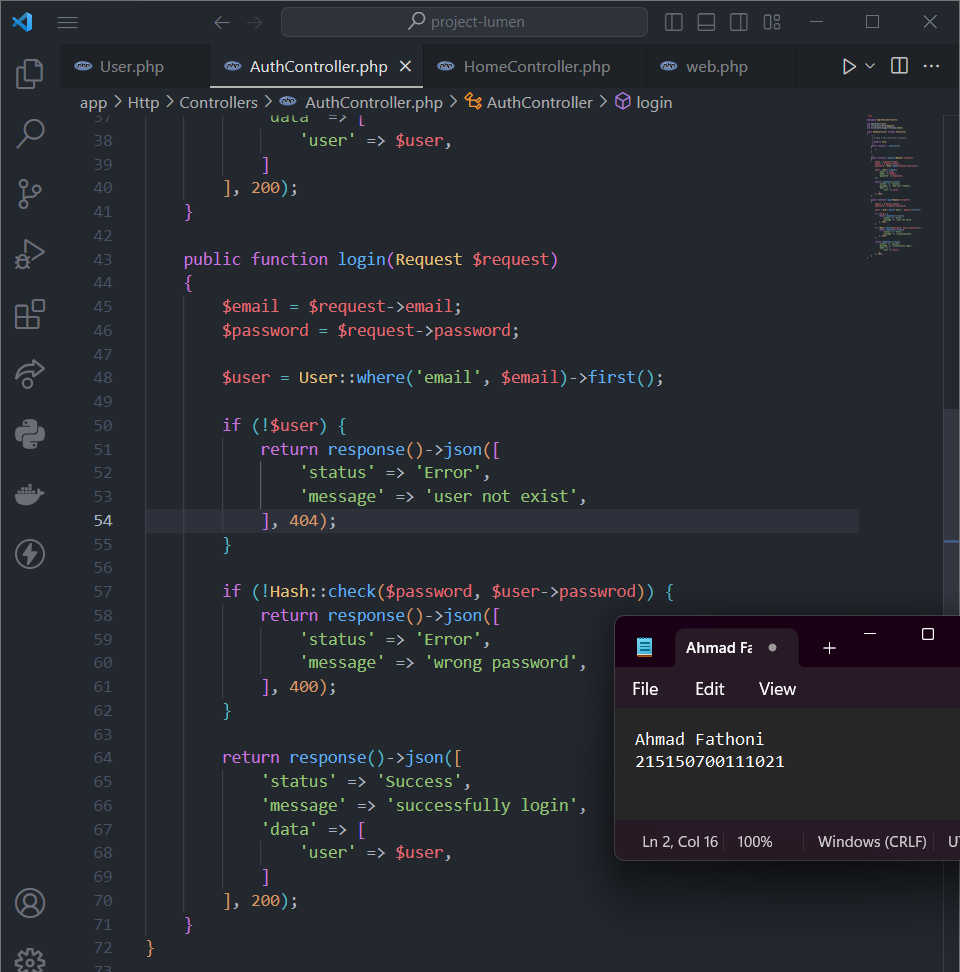 project-lumen
User.php
AuthController.php
HomeController.php
web.php
app > Http > Controllers > AuthController.php > AuthController > login
37 'data' => [
38 'user' => $user,
39 ]
40 ], 200);
41 }
42
43 public function login(Request $request)
44 {
45 $email = $request->email;
46 $password = $request->password;
47
48 $user = User::where('email', $email)->first();
49
50 if (!$user) {
51 return response()->json([
52 'status' => 'Error',
53 'message' => 'user not exist',
54 ], 404);
55 }
56
57 if (!Hash::check($password, $user->passwrod)) {
58 return response()->json([
59 'status' => 'Error',
60 'message' => 'wrong password',
61 ], 400);
62 }
63
64 return response()->json([
65 'status' => 'Success',
66 'message' => 'successfully login',
67 'data' => [
68 'user' => $user,
69 ]
70 ], 200);
71 }
72 }
73
Ahmad Fa
File Edit View
Ahmad Fathoni
215150700111021
Ln 2, Col 16 100% Windows (CRLF)